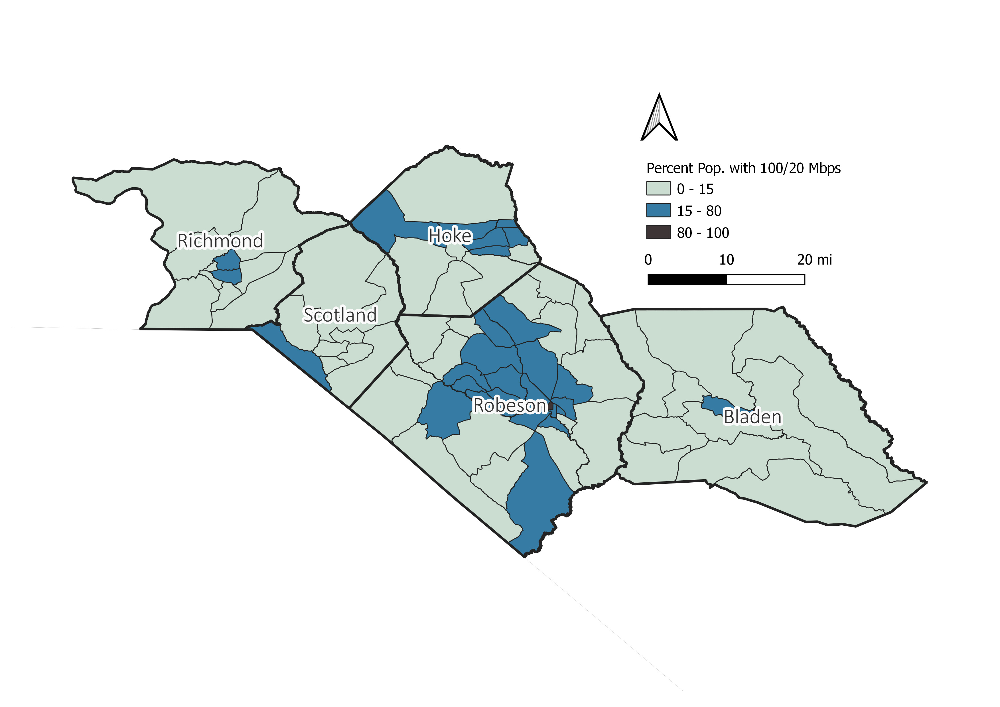 Percent Pop. with 100/20 Mbps
0 - 15
15 - 80
80 - 100
0 10 20 mi
Richmond
Hoke
Scotland
Robeson
Bladen